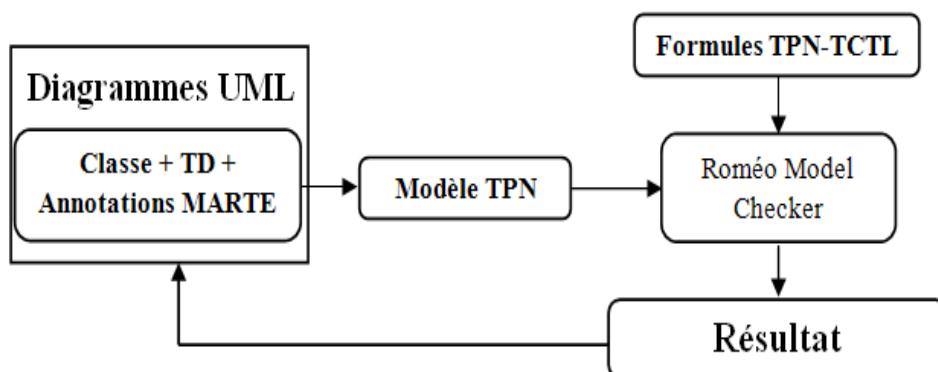 Formules TPN-TCTL
Diagrammes UML
Classe + TD +
Annotations MARTE
Modèle TPN
Roméo Model
Checker
Résultat